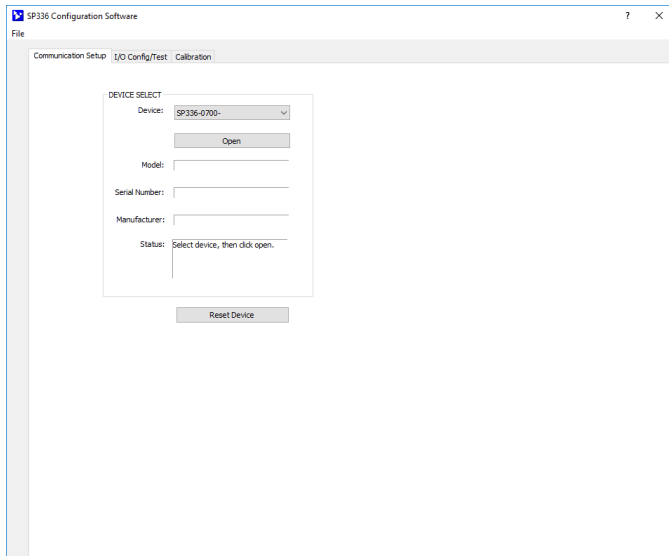 SP336 Configuration Software
?
File
Communication Setup I/O Config/Test Calibration
DEVICE SELECT
Device: SP336-0700-
Open
Model:
Serial Number:
Manufacturer:
Status: Select device, then click open.
Reset Device